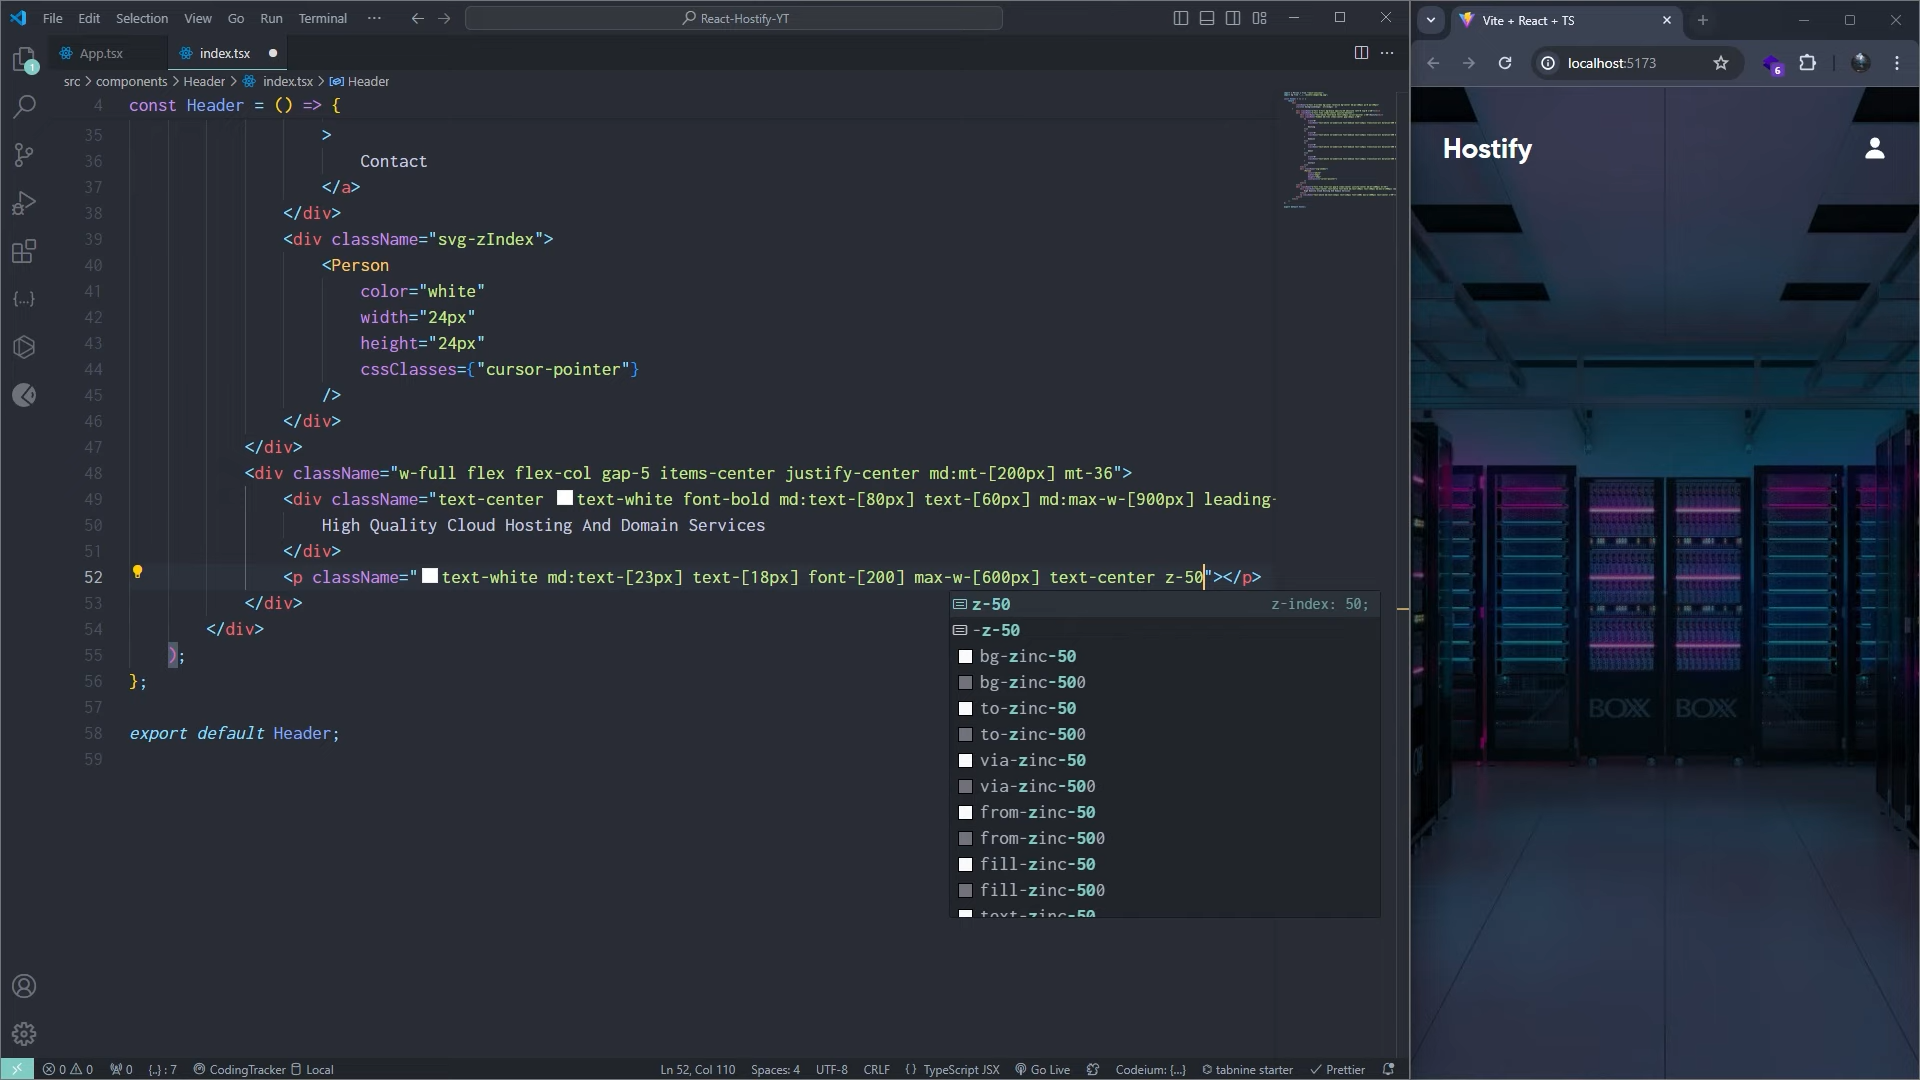 File Edit Selection View Go Run Terminal ···
React-Hostify-YT
App.tsx
index.tsx
src > components > Header > index.tsx > Header
1
4 const Header = () => {
35 >
36 Contact
37 </a>
38 </div>
39 <div className="svg-zIndex">
40 <Person
41 color="white"
42 width="24px"
43 height="24px"
44 cssClasses={"cursor-pointer"}
45 />
46 </div>
47 </div>
48 <div className="w-full flex flex-col gap-5 items-center justify-center md:mt-[200px] mt-36">
49 <div className="text-center text-white font-bold md:text-[80px] text-[60px] md:max-w-[900px] leading-
50 High Quality Cloud Hosting And Domain Services
51 </div>
52 <p className="text-white md:text-[23px] text-[18px] font-[200] max-w-[600px] text-center z-50"></p>
53 </div>
54 </div>
55 );
56 };
57
58 export default Header;
59
z-50 z-index: 50;
-z-50
bg-zinc-50
bg-zinc-500
to-zinc-50
to-zinc-500
via-zinc-50
via-zinc-500
from-zinc-50
from-zinc-500
fill-zinc-50
fill-zinc-500
text-zinc-50
0 0 0 {..}: 7 CodingTracker Local
Ln 52, Col 110 Spaces: 4 UTF-8 CRLF {} TypeScript JSX Go Live Codeium: {...} tabnine starter Prettier
Vite + React + TS
localhost:5173
6
Hostify
BOXX BOXX